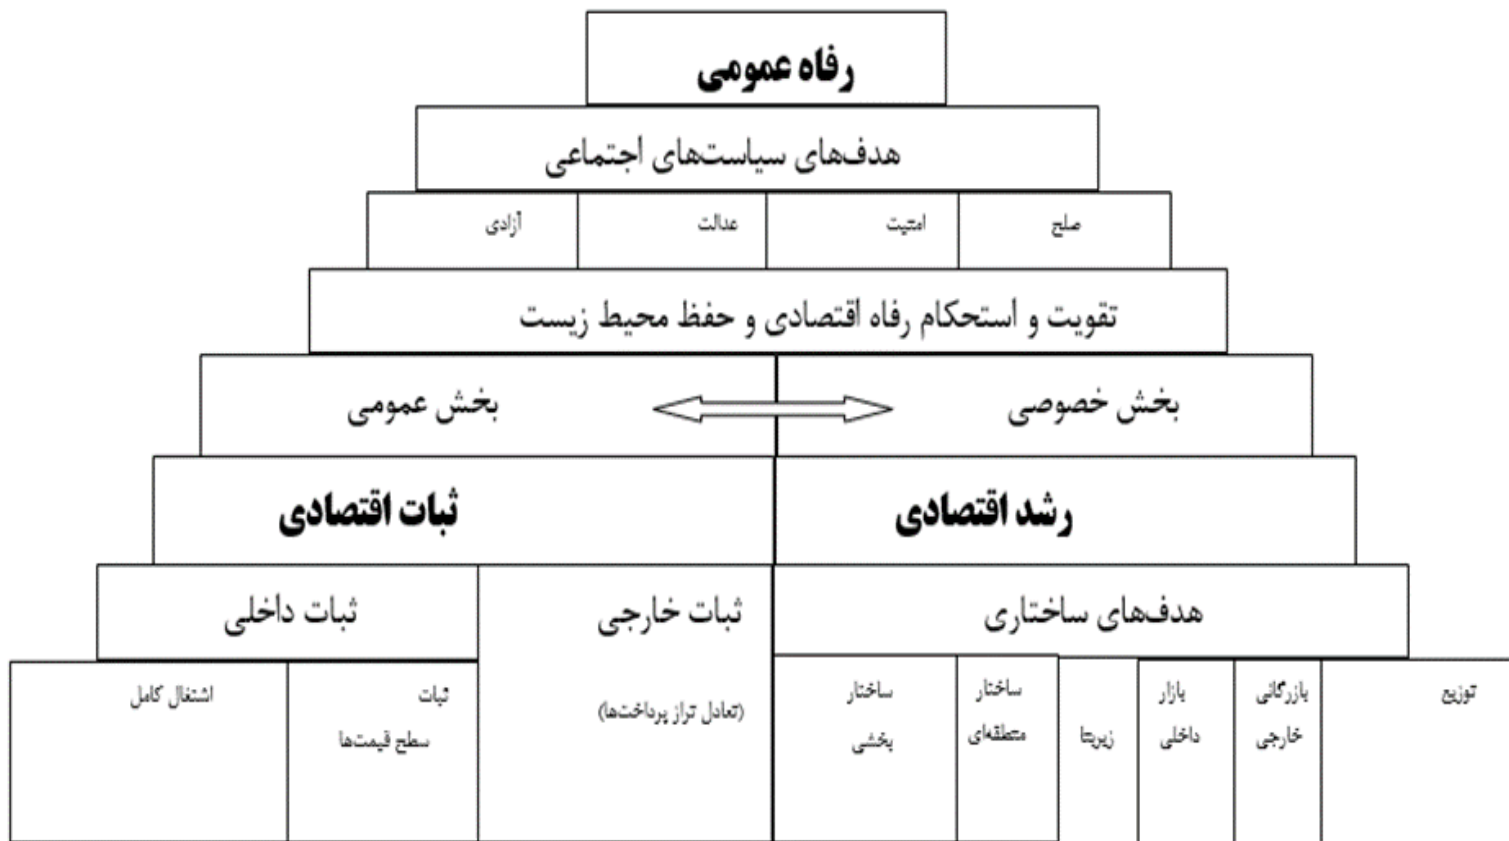 رفاه عمومی
هدف‌های سیاست‌های اجتماعی
صلح
امنیت
عدالت
آزادی
تقویت و استحکام رفاه اقتصادی و حفظ محیط زیست
بخش خصوصی
بخش عمومی
رشد اقتصادی
ثبات اقتصادی
هدف‌های ساختاری
ثبات خارجی
(تعادل تراز پرداخت‌ها)
ثبات داخلی
توزیع
بازرگانی
خارجی
بازار
داخلی
زیربنا
ساختار
منطقه‌ای
ساختار
بخشی
ثبات
سطح قیمت‌ها
اشتغال کامل